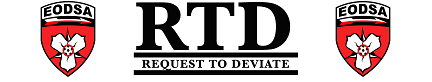 EODSA
RTD
REQUEST TO DEVIATE
EODSA